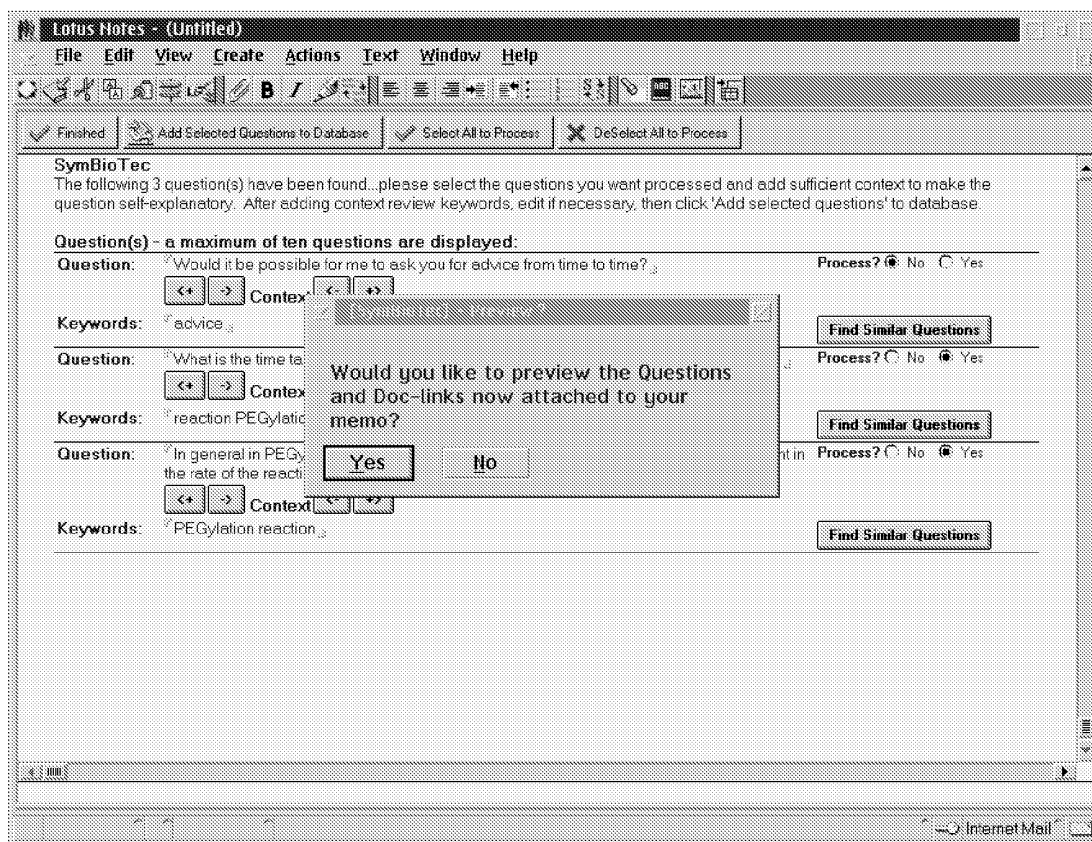 Lotus Notes - (Untitled)
File Edit View Create Actions Text Window Help
Finished Add Selected Questions to Database Select All to Process DeSelect All to Process
SymBioTec
The following 3 question(s) have been found...please select the questions you want processed and add sufficient context to make the
question self-explanatory. After adding context review keywords, edit if necessary, then click 'Add selected questions' to database.
Question(s) - a maximum of ten questions are displayed:
Question: Would it be possible for me to ask you for advice from time to time? Process? No Yes
<+ -> Context <- +>
Keywords: advice Find Similar Questions
Question: What is the time ta Process? No Yes
<+ -> Contex
Keywords: reaction PEGylatio Find Similar Questions
Question: In general in PEGy nt in Process? No Yes
the rate of the reacti
<+ -> Context <- +>
Keywords: PEGylation reaction Find Similar Questions
[SymBioTec] - Preview ?
Would you like to preview the Questions
and Doc-links now attached to your
memo?
Yes No
Internet Mail